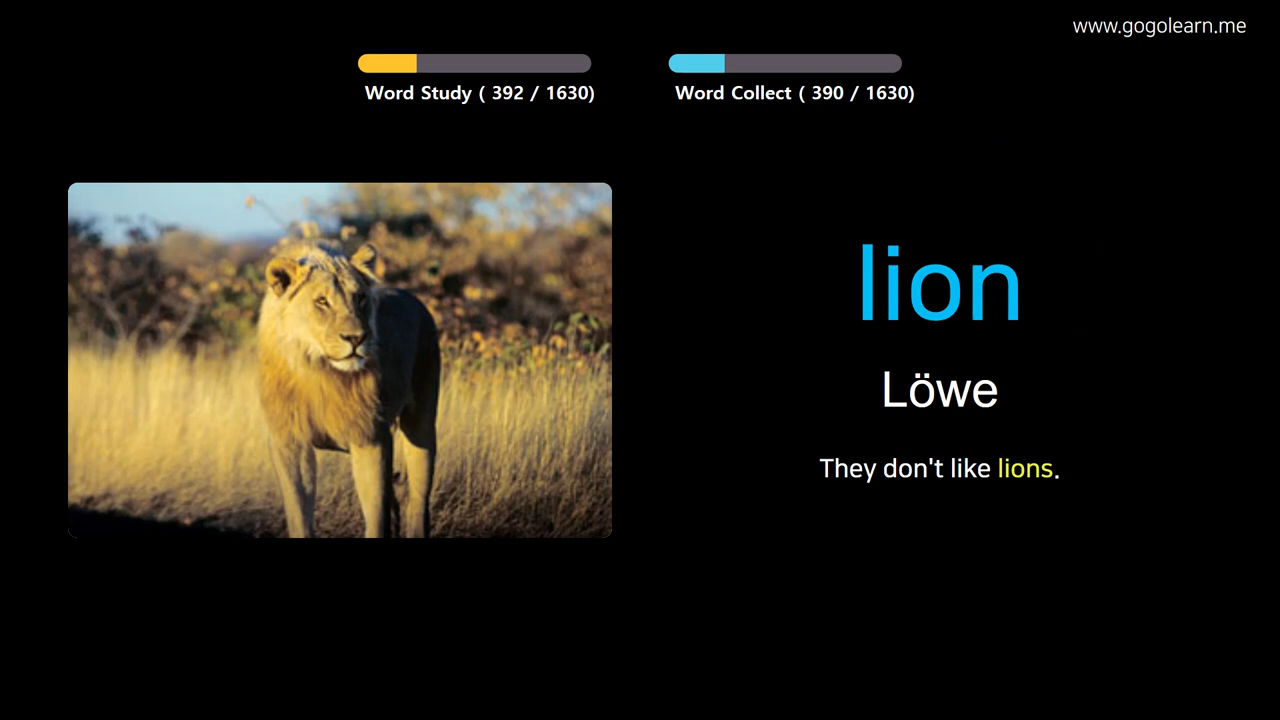 www.gogolearn.me
Word Study ( 392 / 1630)
Word Collect ( 390 / 1630)
lion
Löwe
They don't like lions.